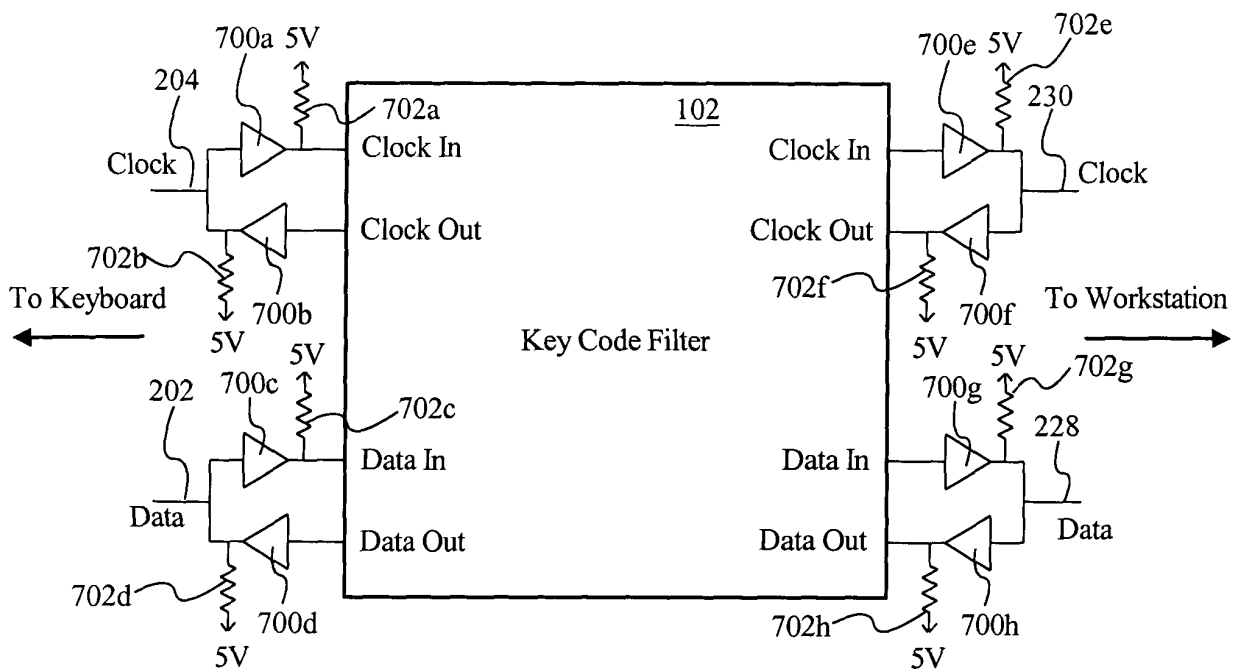 700a 5V 700e 5V 702e
204 702a 102 230
Clock Clock In Clock In Clock
Clock Out Clock Out
702b 702f
To Keyboard 700b 700f To Workstation
5V 5V Key Code Filter 5V 5V
202 700c 702c 700g 702g
228
Data In Data In
Data Data Out Data Out Data
702d 700d 702h 700h
5V 5V